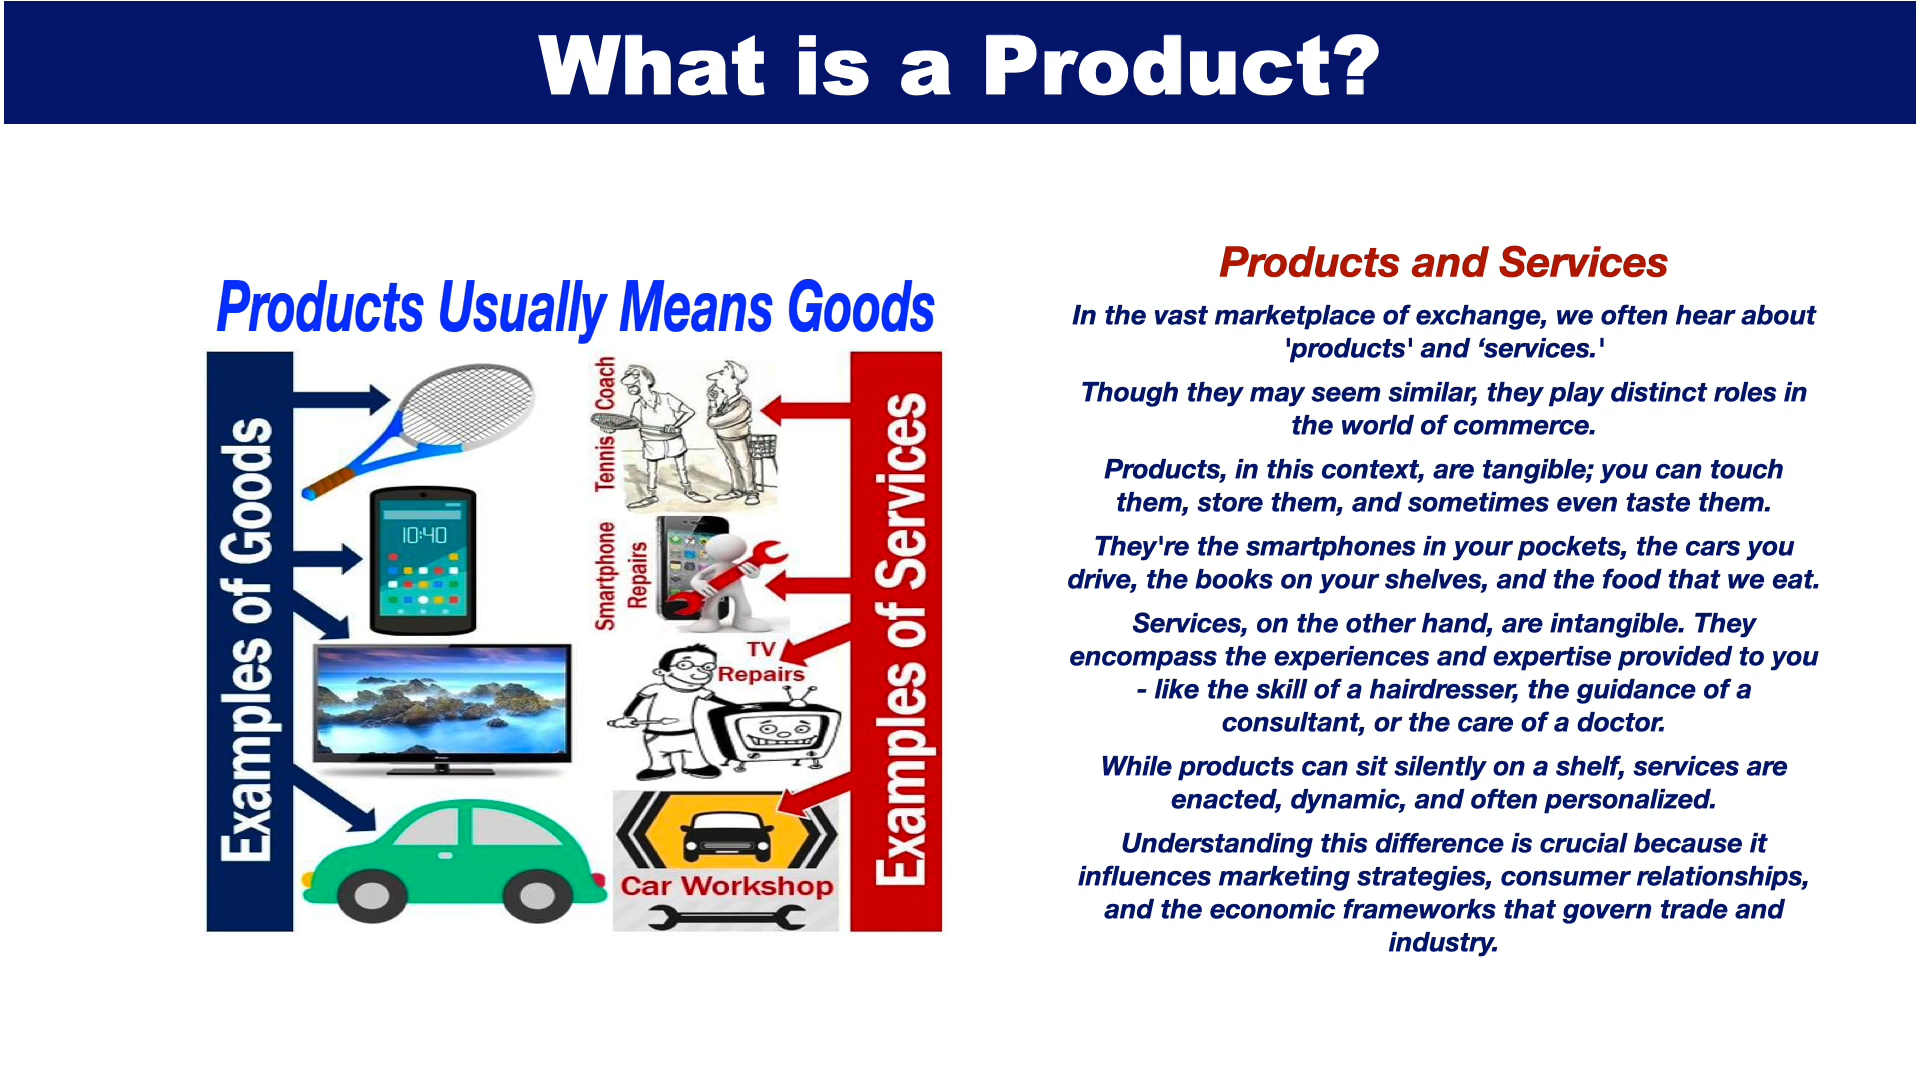 What is a Product?
Products Usually Means Goods
Examples of Goods
10:40
Tennis Coach
Smartphone
Repairs
TV
Repairs
Car Workshop
Examples of Services
Products and Services
In the vast marketplace of exchange, we often hear about
'products' and ‘services.'
Though they may seem similar, they play distinct roles in
the world of commerce.
Products, in this context, are tangible; you can touch
them, store them, and sometimes even taste them.
They're the smartphones in your pockets, the cars you
drive, the books on your shelves, and the food that we eat.
Services, on the other hand, are intangible. They
encompass the experiences and expertise provided to you
- like the skill of a hairdresser, the guidance of a
consultant, or the care of a doctor.
While products can sit silently on a shelf, services are
enacted, dynamic, and often personalized.
Understanding this difference is crucial because it
influences marketing strategies, consumer relationships,
and the economic frameworks that govern trade and
industry.